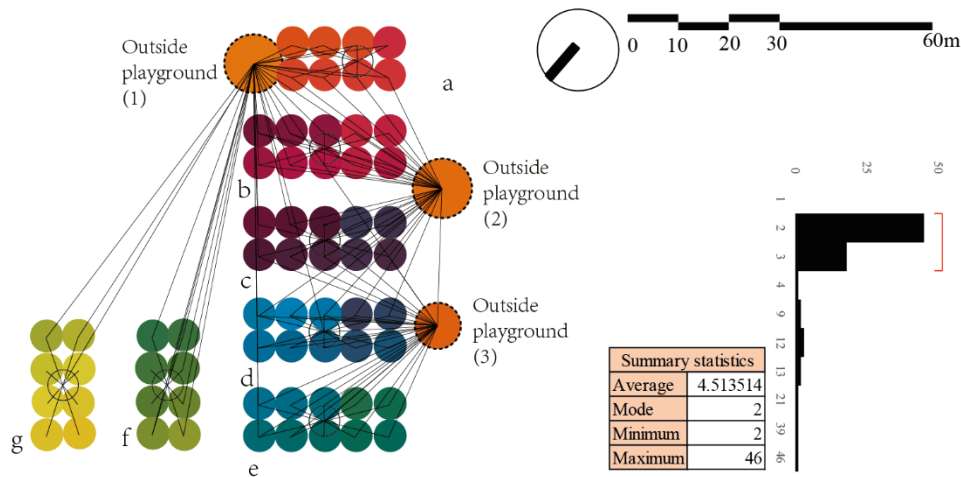 Outside
playground
(1)
a
b
c
d
e
f
g
Outside
playground
(2)
Outside
playground
(3)
0 10 20 30 60m
0 25 50
1
2
3
4
9
12
13
21
39
46
Summary statistics
Average 4.513514
Mode 2
Minimum 2
Maximum 46